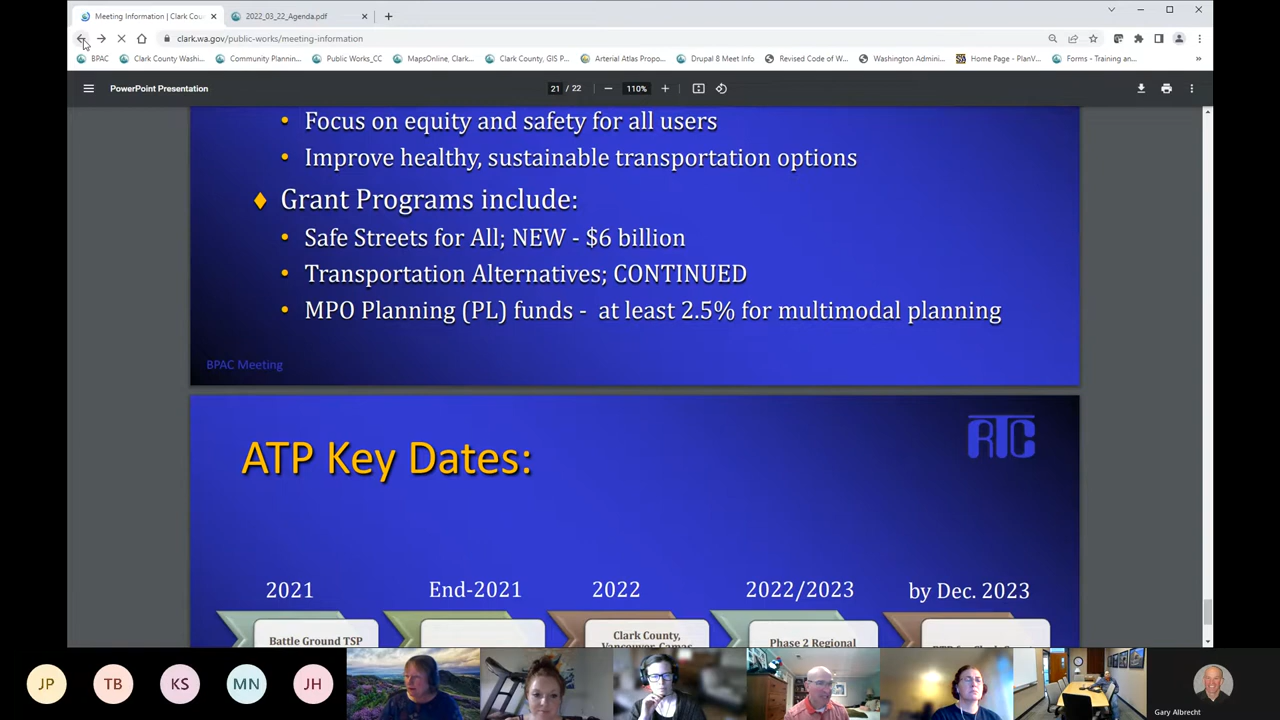 Meeting Information | Clark Cou
2022_03_22_Agenda.pdf
clark.wa.gov/public-works/meeting-information
BPAC
Clark County Washi...
Community Plannin...
Public Works_CC
MapsOnline, Clark...
Clark County, GIS P...
Arterial Atlas Propo...
Drupal 8 Meet Info
Revised Code of W...
Washington Admini...
Home Page - PlanV...
Forms - Training an...
PowerPoint Presentation
21 / 22
110%
• Focus on equity and safety for all users
• Improve healthy, sustainable transportation options
Grant Programs include:
• Safe Streets for All; NEW - $6 billion
• Transportation Alternatives; CONTINUED
• MPO Planning (PL) funds - at least 2.5% for multimodal planning
BPAC Meeting
RTC
ATP Key Dates:
2021
End-2021
2022
2022/2023
by Dec. 2023
Battle Ground TSP
Clark County,
Phase 2 Regional
JP
TB
KS
MN
JH
Gary Albrecht